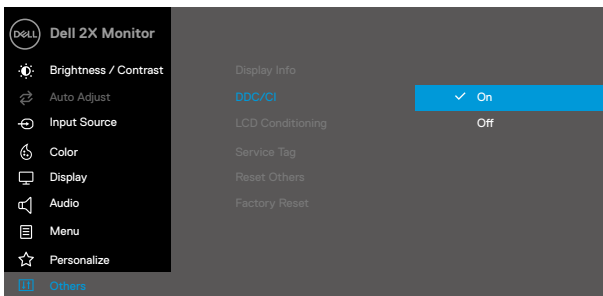 DELL Dell 2X Monitor
Brightness / Contrast
Display Info
Auto Adjust
DDC/CI
On
Input Source
LCD Conditioning
Off
Color
Service Tag
Display
Reset Others
Audio
Factory Reset
Menu
Personalize
Others